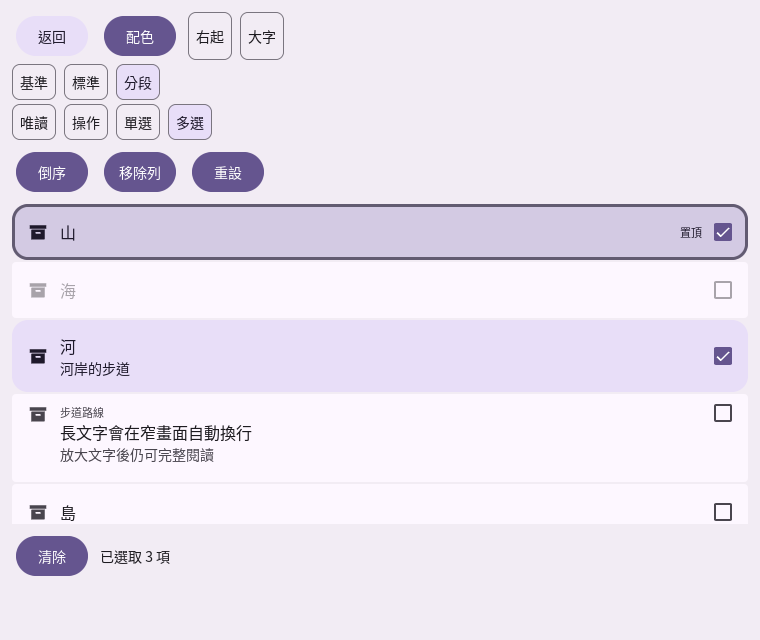 返回 配色 右起 大字
基準 標準 分段
唯讀 操作 單選 多選
倒序 移除列 重設
山 置頂
海
河
河岸的步道
步道路線
長文字會在窄畫面自動換行
放大文字後仍可完整閱讀
島
清除 已選取 3 項